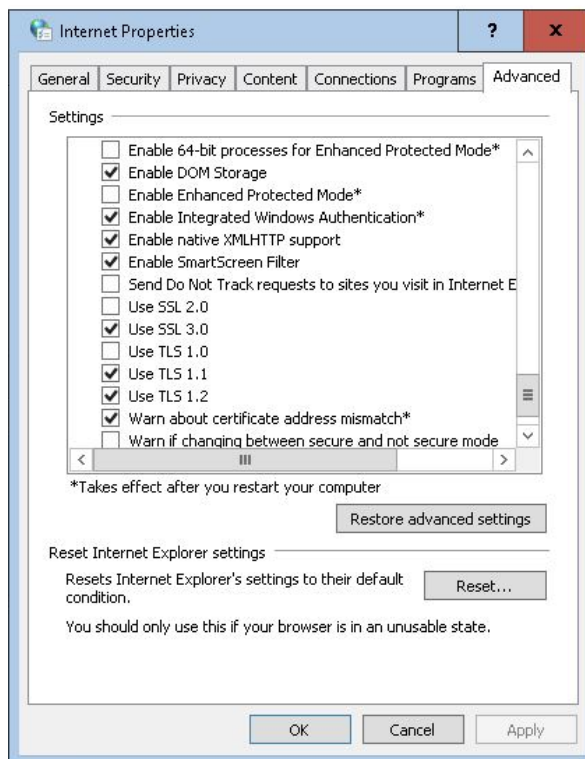 Internet Properties
? x
General Security Privacy Content Connections Programs Advanced
Settings
Enable 64-bit processes for Enhanced Protected Mode*
Enable DOM Storage
Enable Enhanced Protected Mode*
Enable Integrated Windows Authentication*
Enable native XMLHTTP support
Enable SmartScreen Filter
Send Do Not Track requests to sites you visit in Internet E
Use SSL 2.0
Use SSL 3.0
Use TLS 1.0
Use TLS 1.1
Use TLS 1.2
Warn about certificate address mismatch*
Warn if changing between secure and not secure mode
*Takes effect after you restart your computer
Restore advanced settings
Reset Internet Explorer settings
Resets Internet Explorer's settings to their default
condition.
Reset...
You should only use this if your browser is in an unusable state.
OK Cancel Apply